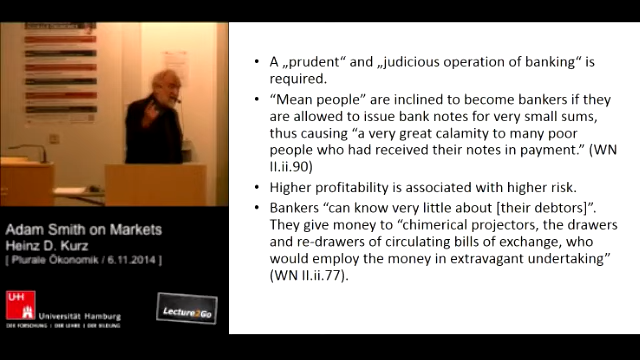 • A „prudent“ and „judicious operation of banking“ is
required.
• “Mean people” are inclined to become bankers if they
are allowed to issue bank notes for very small sums,
thus causing “a very great calamity to many poor
people who had received their notes in payment.” (WN
II.ii.90)
• Higher profitability is associated with higher risk.
• Bankers “can know very little about [their debtors]”.
They give money to “chimerical projectors, the drawers
and re-drawers of circulating bills of exchange, who
would employ the money in extravagant undertaking”
(WN II.ii.77).
Adam Smith on Markets
Heinz D. Kurz
[ Plurale Ökonomik / 6.11.2014 ]
UH
Universität Hamburg
DER FORSCHUNG | DER LEHRE | DER BILDUNG
Lecture2Go